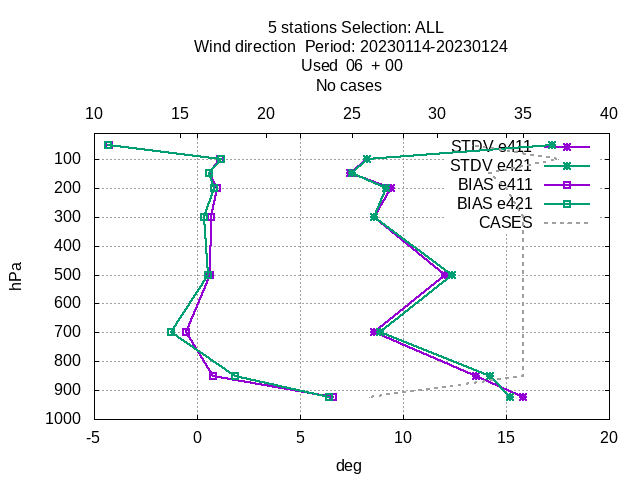 5 stations Selection: ALL
Wind direction  Period: 20230114-20230124
Used  06  + 00
No cases
10 15 20 25 30 35 40
STDV e411
STDV e421
BIAS e411
BIAS e421
CASES
100
200
300
400
500
600
700
800
900
1000
hPa
-5 0 5 10 15 20
deg